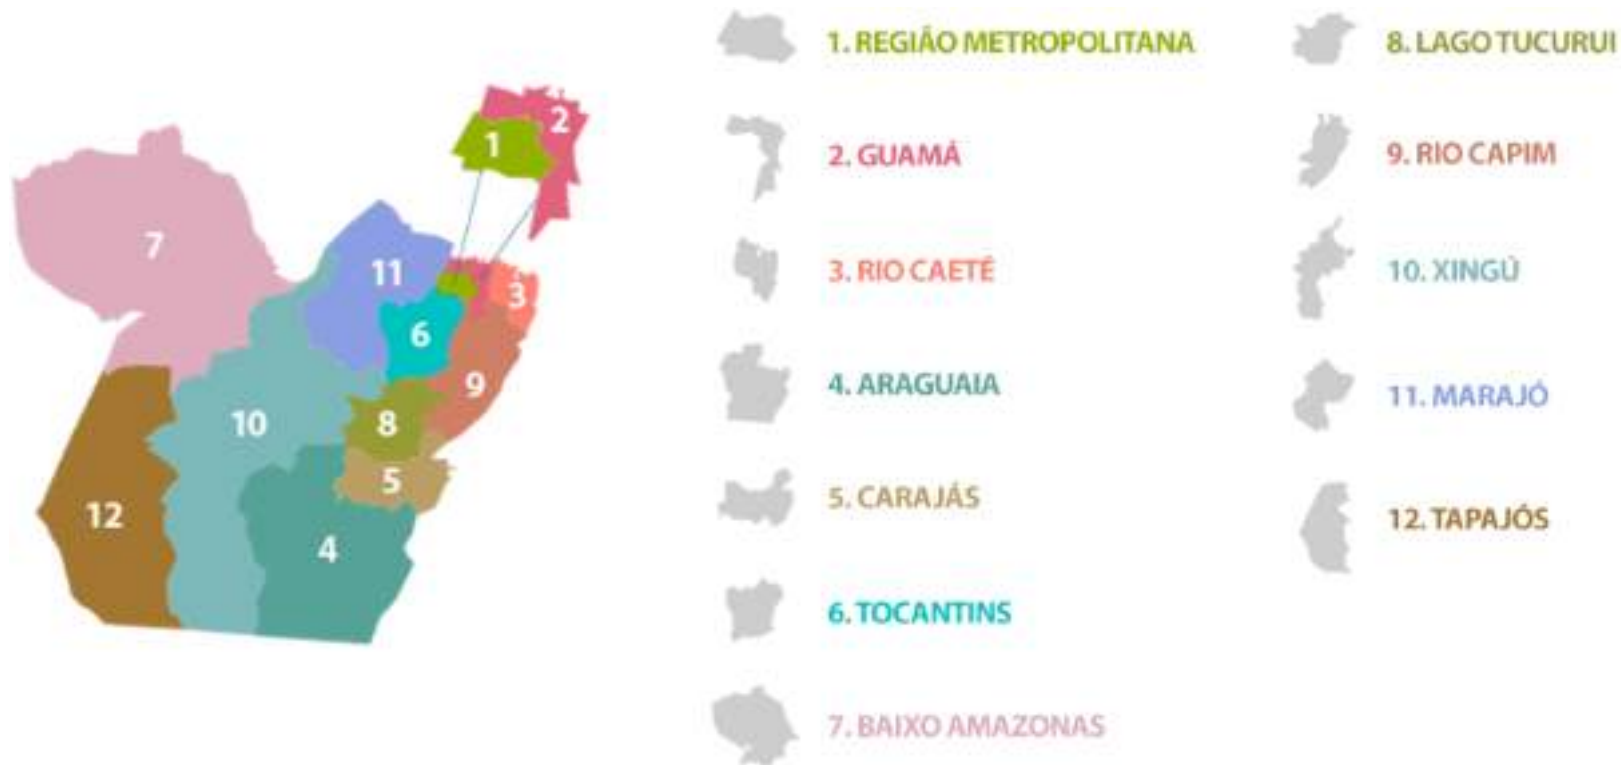 1. REGIÃO METROPOLITANA
2. GUAMÁ
3. RIO CAETÉ
4. ARAGUAIA
5. CARAJÁS
6. TOCANTINS
7. BAIXO AMAZONAS
8. LAGO TUCURUI
9. RIO CAPIM
10. XINGÚ
11. MARAJÓ
12. TAPAJÓS
2
1
7
11
3
6
9
8
10
5
12
4